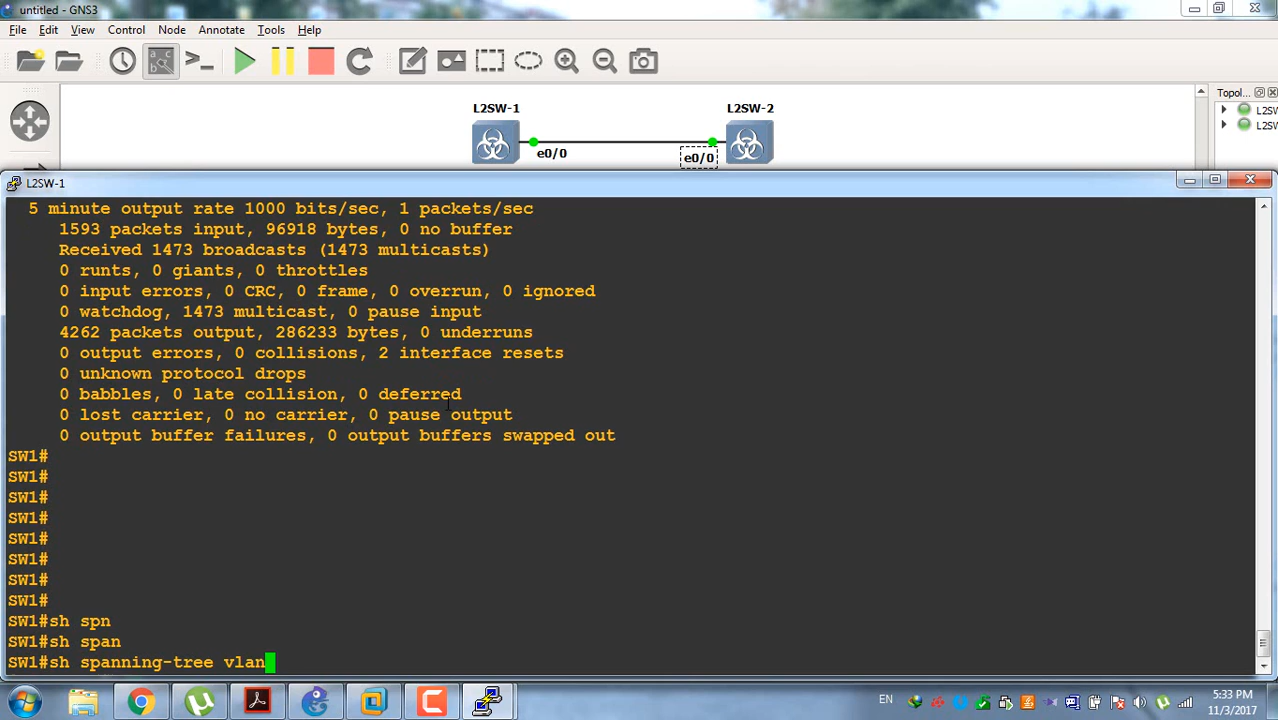 untitled - GNS3
File Edit View Control Node Annotate Tools Help
L2SW-1 L2SW-2
e0/0 e0/0
Topol...
L2SW
L2SW
L2SW-1
5 minute output rate 1000 bits/sec, 1 packets/sec
1593 packets input, 96918 bytes, 0 no buffer
Received 1473 broadcasts (1473 multicasts)
0 runts, 0 giants, 0 throttles
0 input errors, 0 CRC, 0 frame, 0 overrun, 0 ignored
0 watchdog, 1473 multicast, 0 pause input
4262 packets output, 286233 bytes, 0 underruns
0 output errors, 0 collisions, 2 interface resets
0 unknown protocol drops
0 babbles, 0 late collision, 0 deferred
0 lost carrier, 0 no carrier, 0 pause output
0 output buffer failures, 0 output buffers swapped out
SW1#
SW1#
SW1#
SW1#
SW1#
SW1#
SW1#
SW1#
SW1#sh spn
SW1#sh span
SW1#sh spanning-tree vlan
EN
5:33 PM
11/3/2017